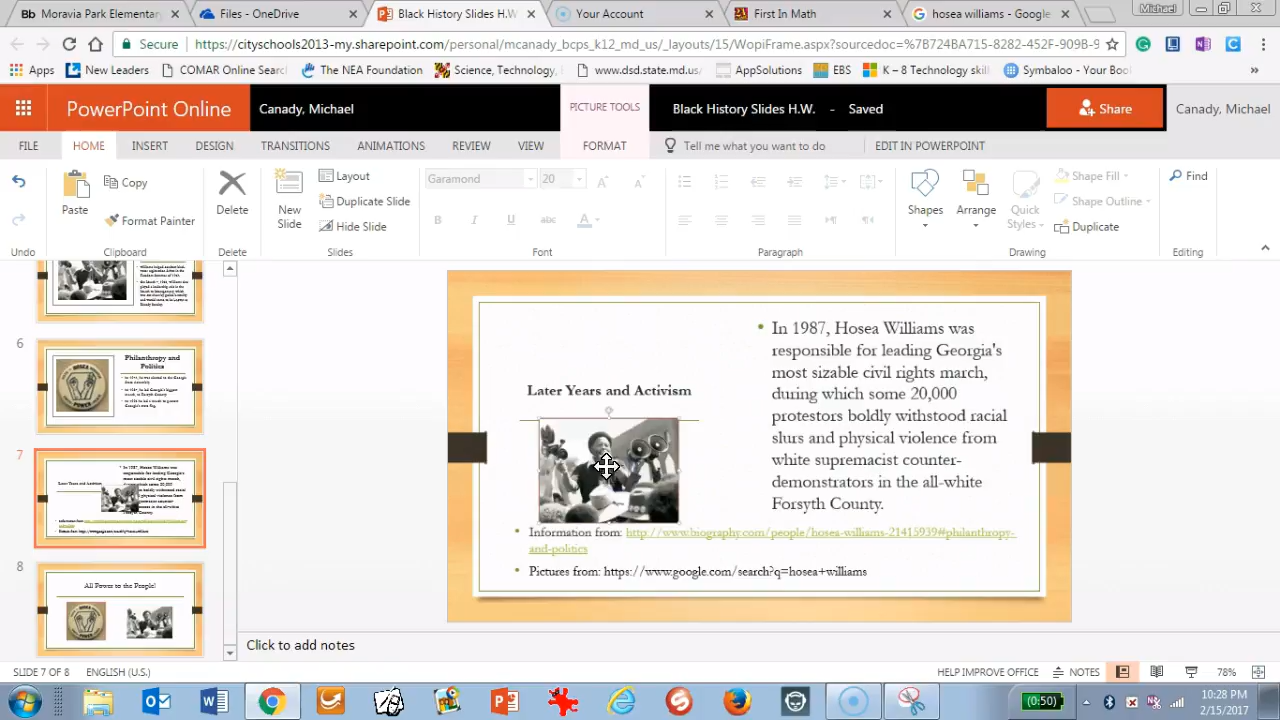 Bb Moravia Park Elementary
Files - OneDrive
Black History Slides H.W.
Your Account
First In Math
hosea williams - Google
Michael
Secure
https://cityschools2013-my.sharepoint.com/personal/mcanady_bcps_k12_md_us/_layouts/15/WopiFrame.aspx?sourcedoc=%7B724BA715-8282-452F-909B-9
Apps
New Leaders
COMAR Online Search
The NEA Foundation
Science, Technology,
www.dsd.state.md.us/
AppSolutions
EBS
K – 8 Technology skill
Symbaloo - Your Boo
»
PowerPoint Online
Canady, Michael
PICTURE TOOLS
Black History Slides H.W. - Saved
Share
Canady, Michael
FILE HOME INSERT DESIGN TRANSITIONS ANIMATIONS REVIEW VIEW FORMAT Tell me what you want to do EDIT IN POWERPOINT
Paste
Copy
Format Painter
Delete
New Slide
Layout
Duplicate Slide
Hide Slide
Garamond 20
B I U abc A
Shapes
Arrange
Quick Styles
Shape Fill
Shape Outline
Duplicate
Find
Undo Clipboard Delete Slides Font Paragraph Drawing Editing
6
Philanthropy and
Politics
7
Later Years and Activism
8
All Power to the People!
Later Years and Activism
• In 1987, Hosea Williams was
responsible for leading Georgia's
most sizable civil rights march,
during which some 20,000
protestors boldly withstood racial
slurs and physical violence from
white supremacist counter-
demonstrators in the all-white
Forsyth County.
• Information from: http://www.biography.com/people/hosea-williams-21415939#philanthropy-
and-politics
• Pictures from: https://www.google.com/search?q=hosea+williams
Click to add notes
SLIDE 7 OF 8 ENGLISH (U.S.)
HELP IMPROVE OFFICE NOTES 78%
(0:50)
10:28 PM
2/15/2017